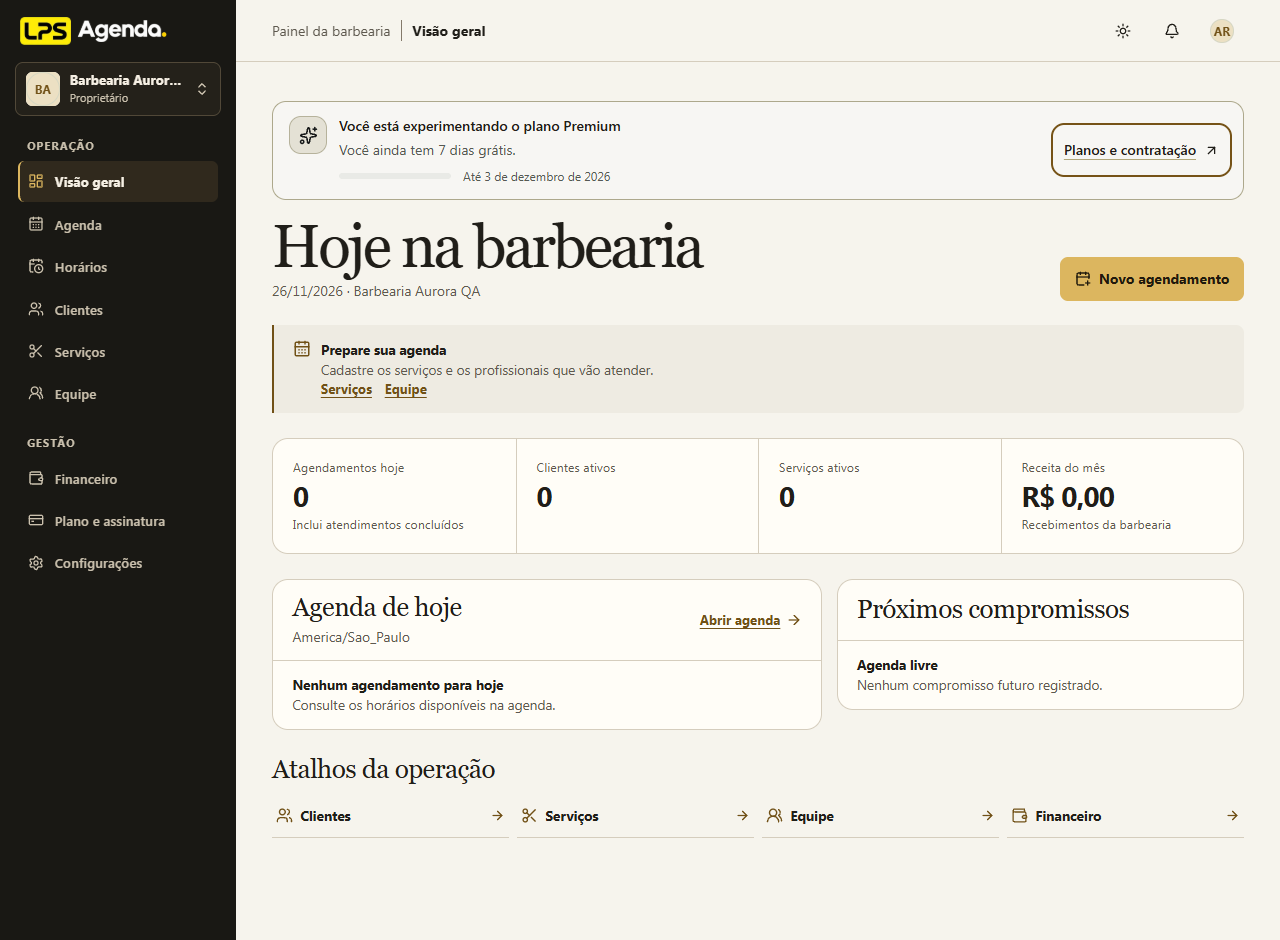 LPS Agenda.
BA
Barbearia Auror...
Proprietário
OPERAÇÃO
Visão geral
Agenda
Horários
Clientes
Serviços
Equipe
GESTÃO
Financeiro
Plano e assinatura
Configurações
Painel da barbearia
Visão geral
AR
Você está experimentando o plano Premium
Você ainda tem 7 dias grátis.
Até 3 de dezembro de 2026
Planos e contratação
Hoje na barbearia
26/11/2026 · Barbearia Aurora QA
Novo agendamento
Prepare sua agenda
Cadastre os serviços e os profissionais que vão atender.
Serviços Equipe
Agendamentos hoje
0
Inclui atendimentos concluídos
Clientes ativos
0
Serviços ativos
0
Receita do mês
R$ 0,00
Recebimentos da barbearia
Agenda de hoje
America/Sao_Paulo
Abrir agenda
Nenhum agendamento para hoje
Consulte os horários disponíveis na agenda.
Próximos compromissos
Agenda livre
Nenhum compromisso futuro registrado.
Atalhos da operação
Clientes
Serviços
Equipe
Financeiro